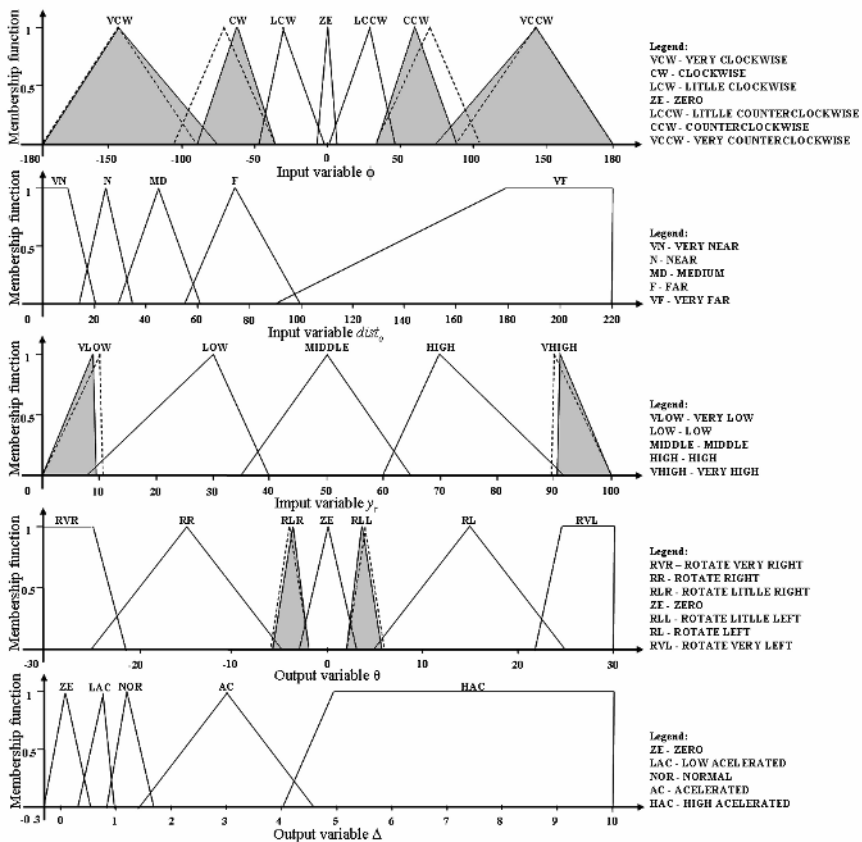 Membership function
VCW CW LCW ZE LCCW CCW VCCW
1
0.5
-180 -150 -100 -50 0 50 100 150 180
Input variable ϕ
Legend:
VCW - VERY CLOCKWISE
CW - CLOCKWISE
LCW - LITLLE CLOCKWISE
ZE - ZERO
LCCW - LITLLE COUNTERCLOCKWISE
CCW - COUNTERCLOCKWISE
VCCW - VERY COUNTERCLOCKWISE
Membership function
VN N MD F VF
1
0.5
0 20 40 60 80 100 120 140 160 180 200 220
Input variable dist
Legend:
VN - VERY NEAR
N - NEAR
MD - MEDIUM
F - FAR
VF - VERY FAR
Membership function
VLOW LOW MIDDLE HIGH VHIGH
1
0.5
0 10 20 30 40 50 60 70 80 90 100
Imput variable yr
Legend:
VLOW - VERY LOW
LOW - LOW
MIDDLE - MIDDLE
HIGH - HIGH
VHIGH - VERY HIGH
Membership function
RVR RR RLR ZE RLL RL RVL
1
0.5
-30 -20 -10 0 10 20 30
Output variable θ
Legend:
RVR – ROTATE VERY RIGHT
RR - ROTATE RIGHT
RLR - ROTATE LITLLE RIGHT
ZE - ZERO
RLL - ROTATE LITLLE LEFT
RL - ROTATE LEFT
RVL - ROTATE VERY LEFT
Membership function
ZE LAC NOR AC HAC
1
0.5
-0.3 0 1 2 3 4 5 6 7 8 9 10
Output variable Δ
Legend:
ZE - ZERO
LAC - LOW ACELERATED
NOR - NORMAL
AC - ACELERATED
HAC - HIGH ACELERATED